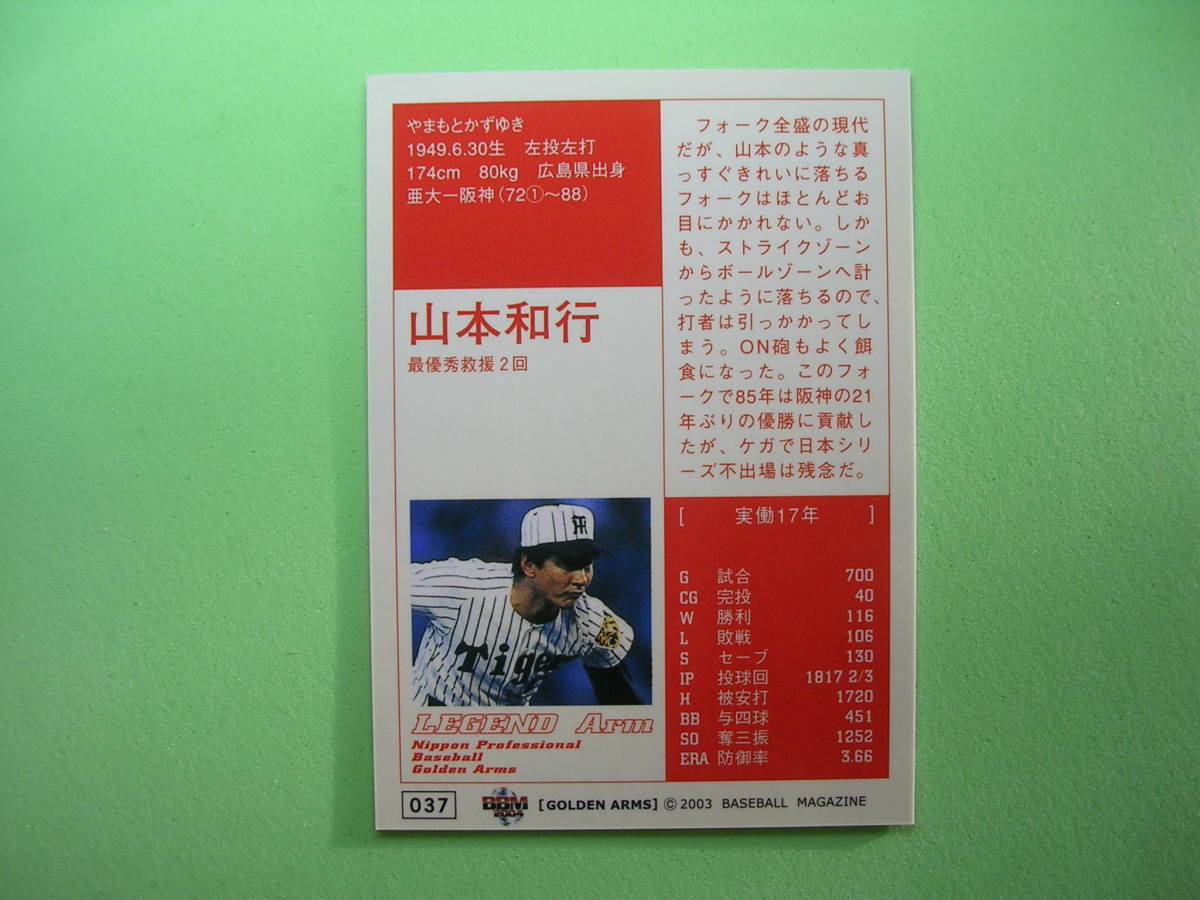 やまもとかずゆき
1949.6.30生　左投左打
174cm　80kg　広島県出身
亜大ー阪神(72①〜88)
山本和行
最優秀救援2回
フォーク全盛の現代
だが、山本のような真
っすぐきれいに落ちる
フォークはほとんどお
目にかかれない。しか
も、ストライクゾーン
からボールゾーンへ計
ったように落ちるので、
打者は引っかかってし
まう。ON砲もよく餌
食になった。このフォ
ークで85年は阪神の21
年ぶりの優勝に貢献し
たが、ケガで日本シリ
ーズ不出場は残念だ。
[　実働17年　]
G 試合 700
CG 完投 40
W 勝利 116
L 敗戦 106
S セーブ 130
IP 投球回 1817 2/3
H 被安打 1720
BB 与四球 451
SO 奪三振 1252
ERA 防御率 3.66
Tige
LEGEND Arm
Nippon Professional
Baseball
Golden Arms
037 BBM 2004 [GOLDEN ARMS] © 2003 BASEBALL MAGAZINE